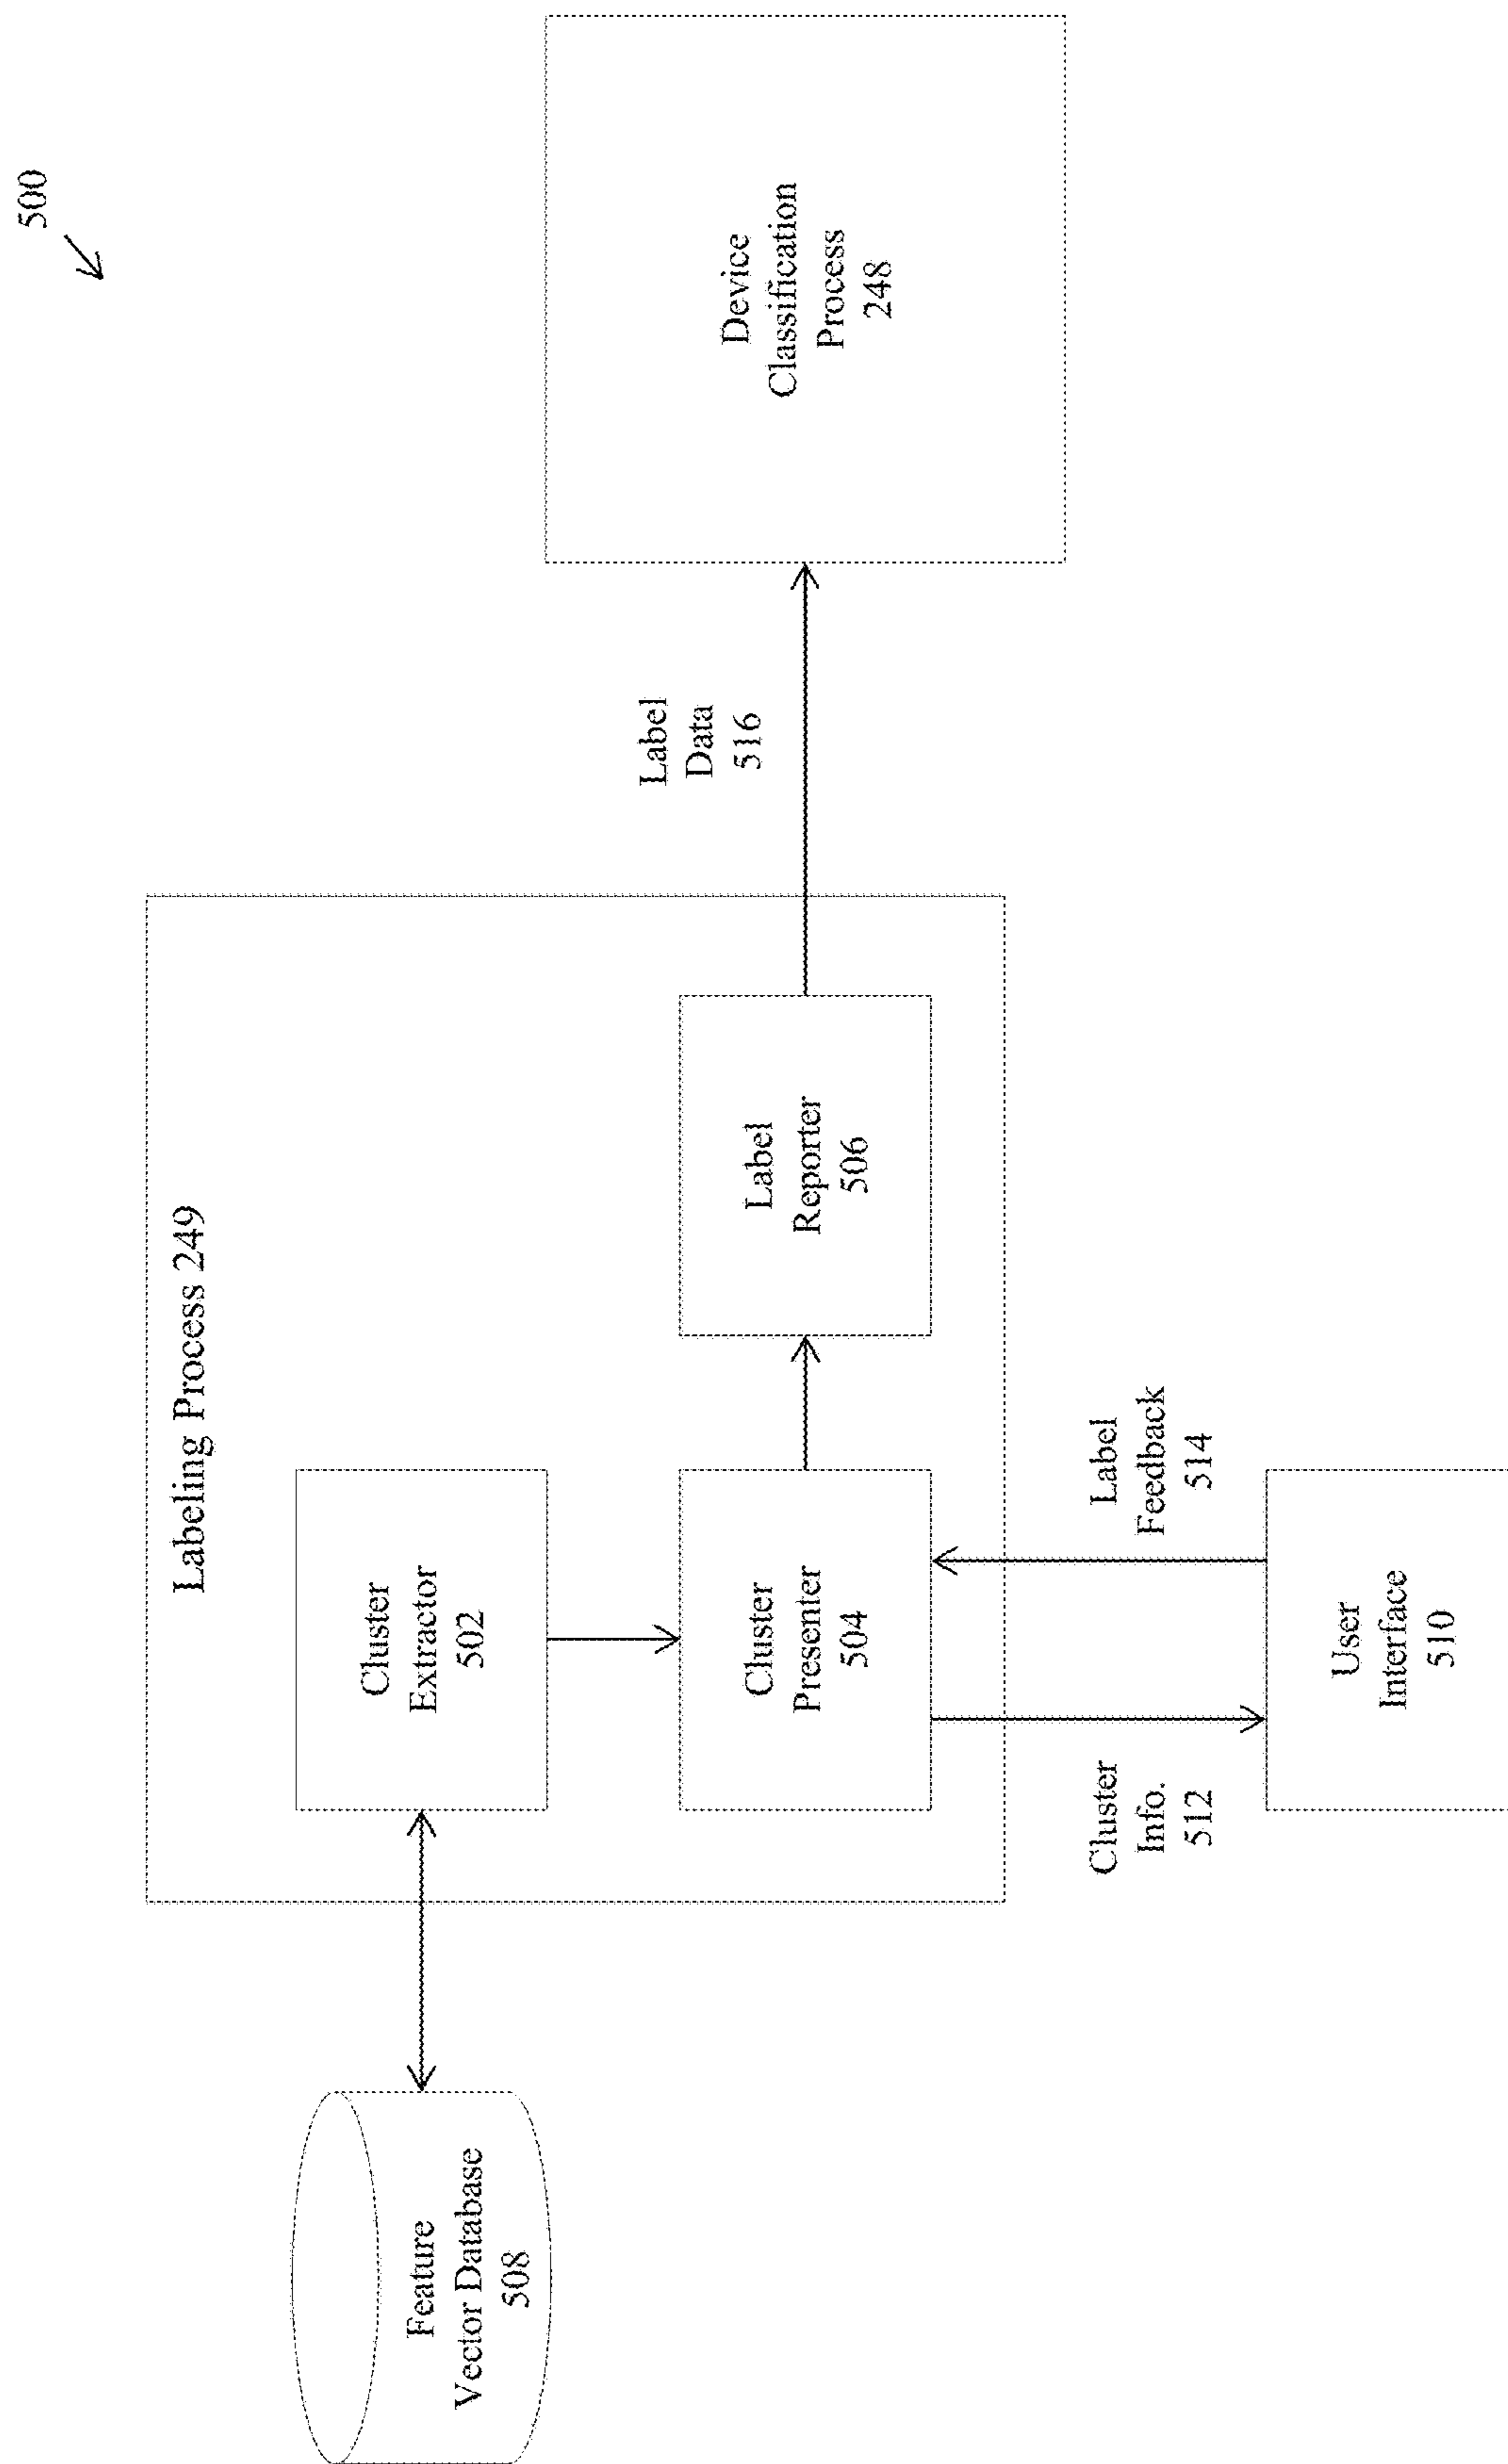 500
Labeling Process 249
Feature
Vector Database
508
Cluster
Extractor
502
Cluster
Presenter
504
Label
Reporter
506
Label
Data
516
Device
Classification
Process
248
Cluster
Info.
512
Label
Feedback
514
User
Interface
510